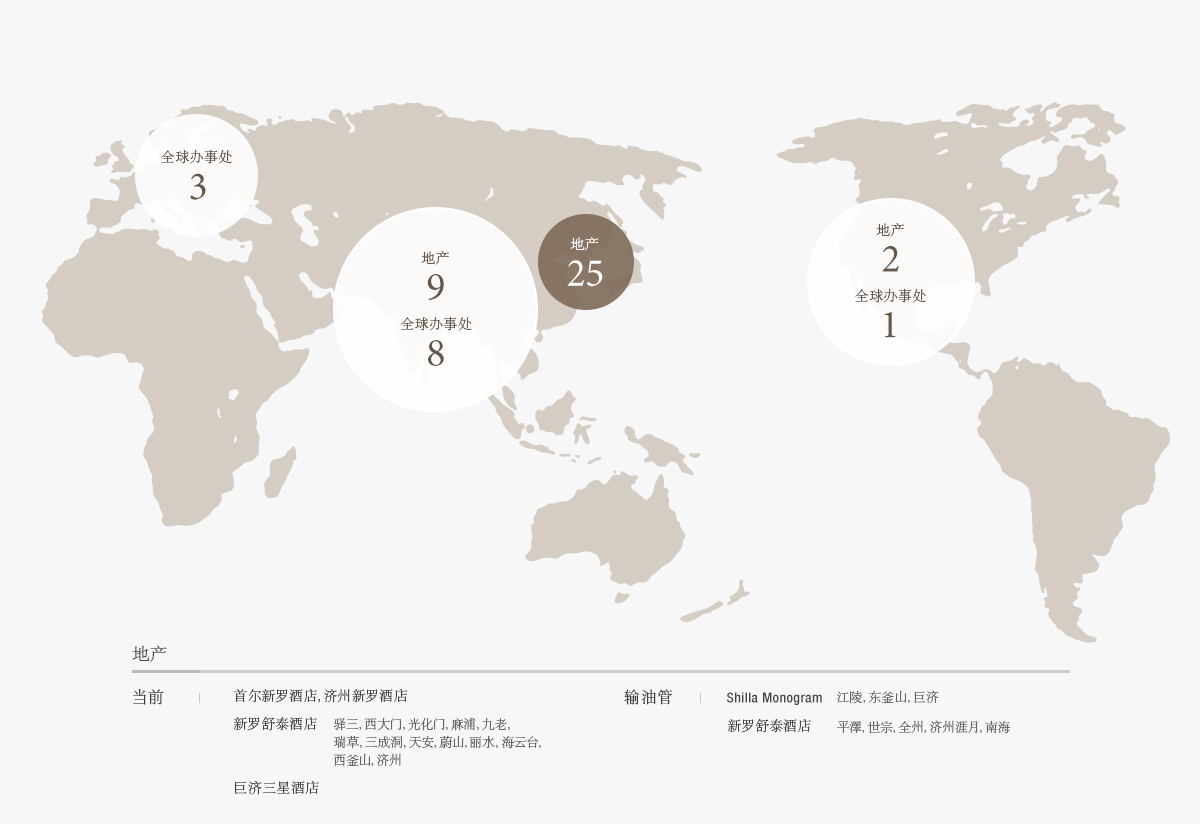 全球办事处
3
地产
9
全球办事处
8
地产
25
地产
2
全球办事处
1
地产
当前
首尔新罗酒店, 济州新罗酒店
新罗舒泰酒店 驿三, 西大门, 光化门, 麻浦, 九老,
瑞草, 三成洞, 天安, 蔚山, 丽水, 海云台,
西釜山, 济州
巨济三星酒店
输油管
Shilla Monogram 江陵, 东釜山, 巨济
新罗舒泰酒店 平澤, 世宗, 全州, 济州涯月, 南海